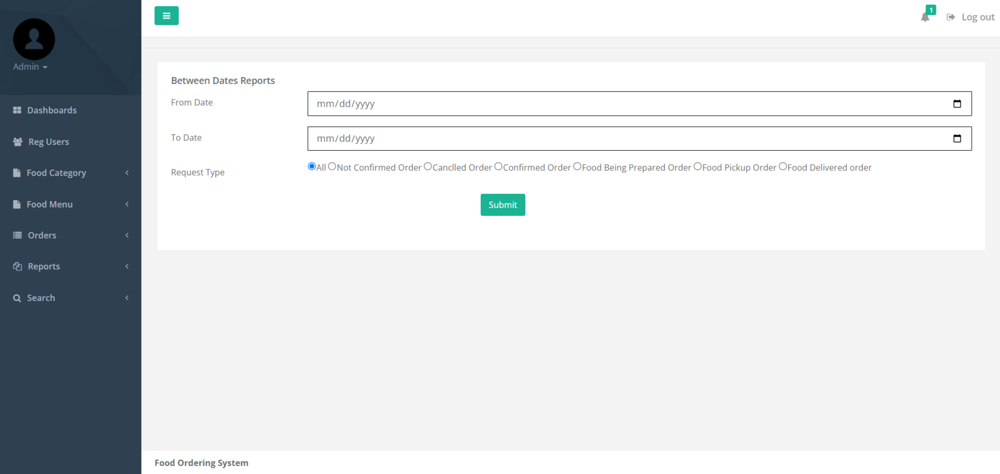 1
Log out
Admin
Dashboards
Reg Users
Food Category
Food Menu
Orders
Reports
Search
Between Dates Reports
From Date
mm/dd/yyyy
To Date
mm/dd/yyyy
Request Type
All Not Confirmed Order Canclled Order Confirmed Order Food Being Prepared Order Food Pickup Order Food Delivered order
Submit
Food Ordering System